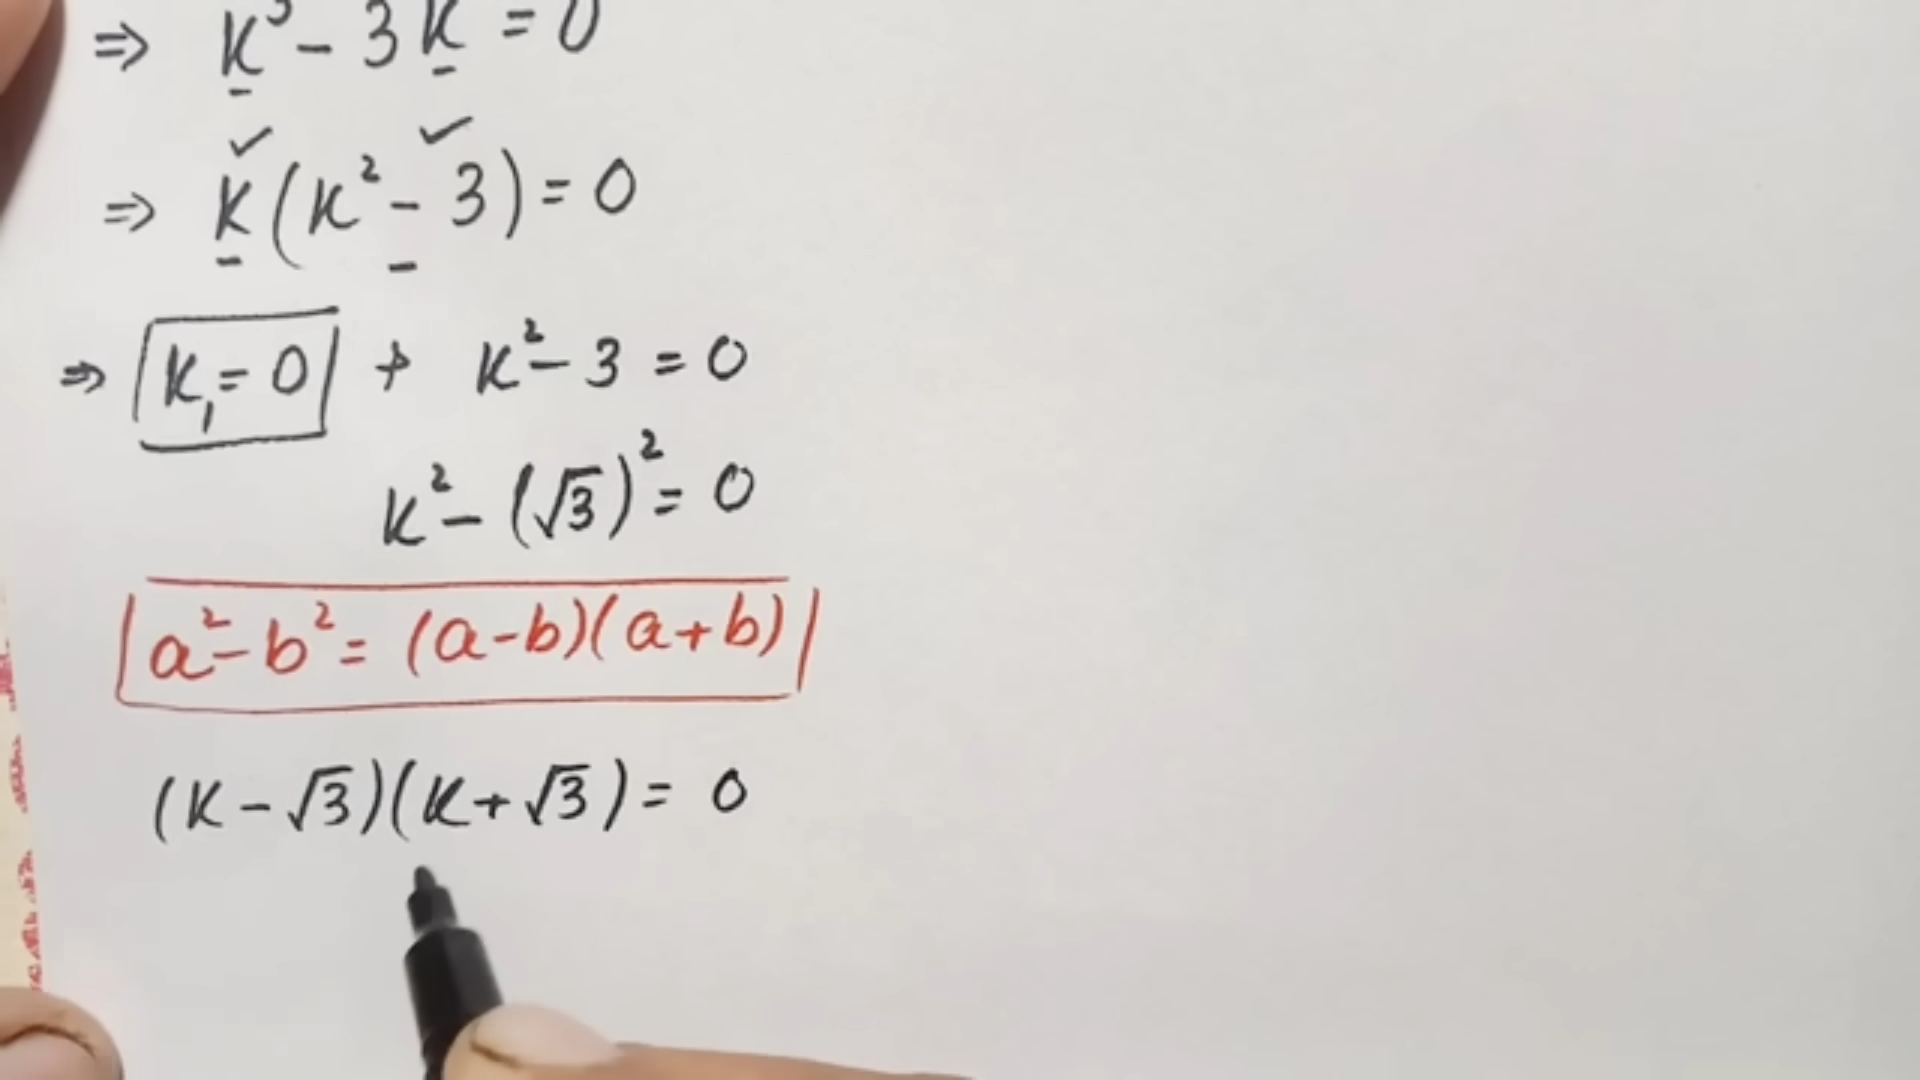 ⇒ K³ - 3K = 0
⇒ K(K² - 3) = 0
⇒ K₁ = 0 + K² - 3 = 0
K² - (√3)² = 0
a² - b² = (a-b)(a+b)
(K - √3)(K + √3) = 0